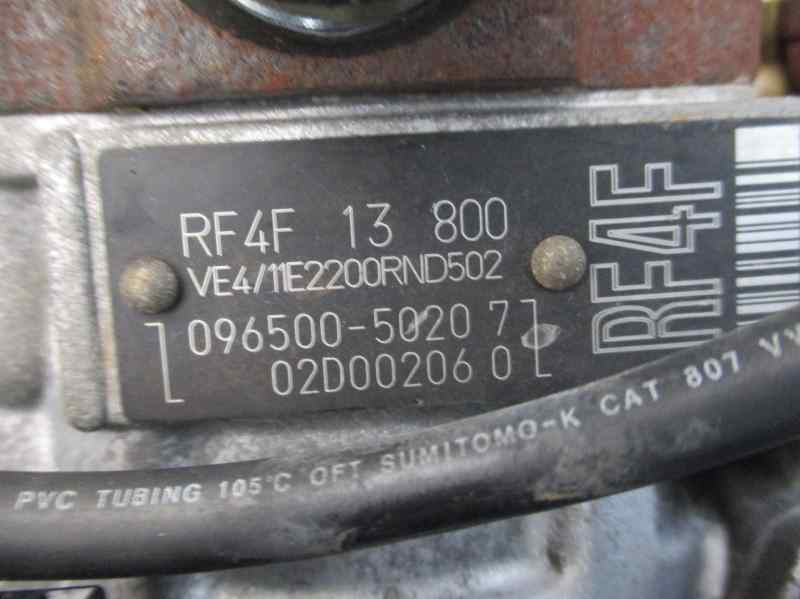 RF4F 13 800
VE4/11E2200RND502
096500-5020 7
02D00206 0
RF4F
PVC TUBING 105°C OFT SUMITOMO-K CAT 807